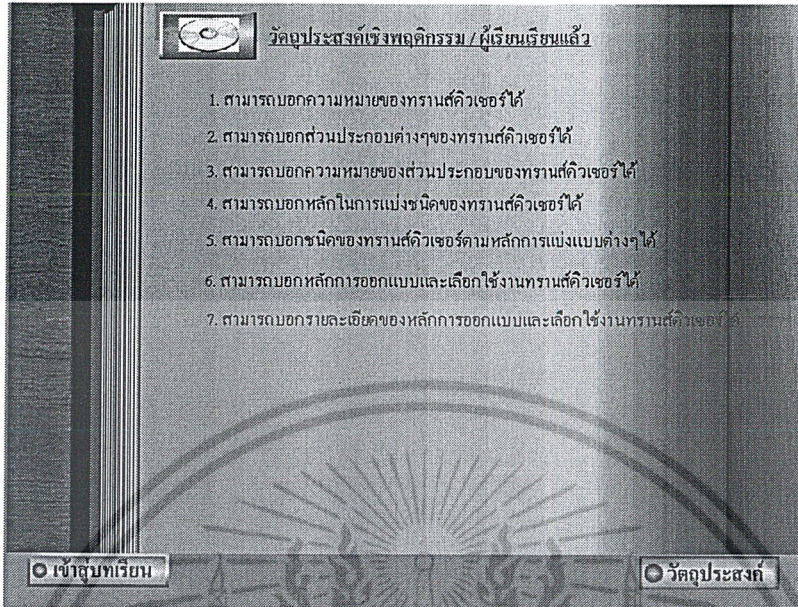 วัตถุประสงค์เชิงพฤติกรรม / ผู้เรียนเรียนแล้ว
1. สามารถบอกความหมายของทรานส์ดิวเซอร์ได้
2. สามารถบอกส่วนประกอบต่างๆของทรานส์ดิวเซอร์ได้
3. สามารถบอกความหมายของส่วนประกอบของทรานส์ดิวเซอร์ได้
4. สามารถบอกหลักในการแบ่งชนิดของทรานส์ดิวเซอร์ได้
5. สามารถบอกชนิดของทรานส์ดิวเซอร์ตามหลักการแบ่งแบบต่างๆได้
6. สามารถบอกหลักการออกแบบและเลือกใช้งานทรานส์ดิวเซอร์ได้
7. สามารถบอกรายละเอียดของหลักการออกแบบและเลือกใช้งานทรานส์ดิวเซอร์ได้
เข้าสู่บทเรียน
วัตถุประสงค์